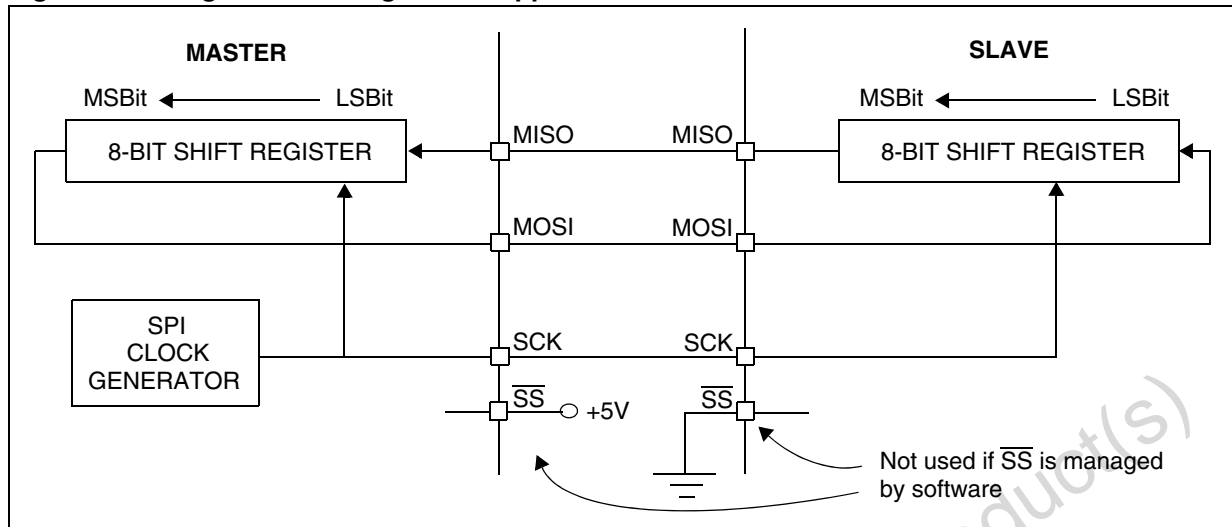 MASTER
SLAVE
MSBit
LSBit
MSBit
LSBit
8-BIT SHIFT REGISTER
MISO
MISO
8-BIT SHIFT REGISTER
MOSI
MOSI
SPI
CLOCK
GENERATOR
SCK
SCK
SS
+5V
SS
Not used if SS is managed
by software